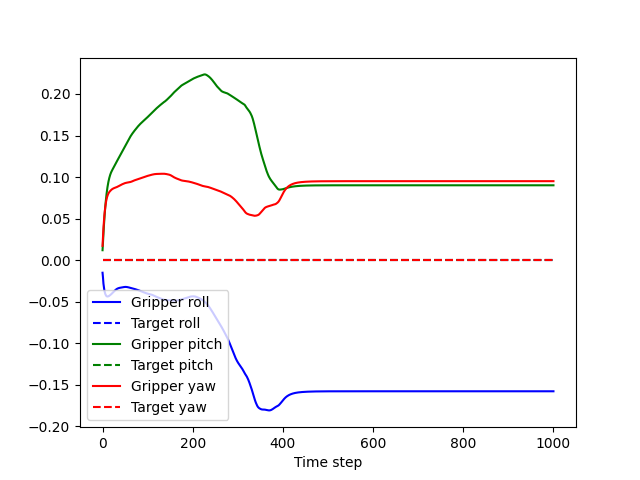 0.20
0.15
0.10
0.05
0.00
−0.05
−0.10
−0.15
−0.20
Gripper roll
Target roll
Gripper pitch
Target pitch
Gripper yaw
Target yaw
0 200 400 600 800 1000
Time step